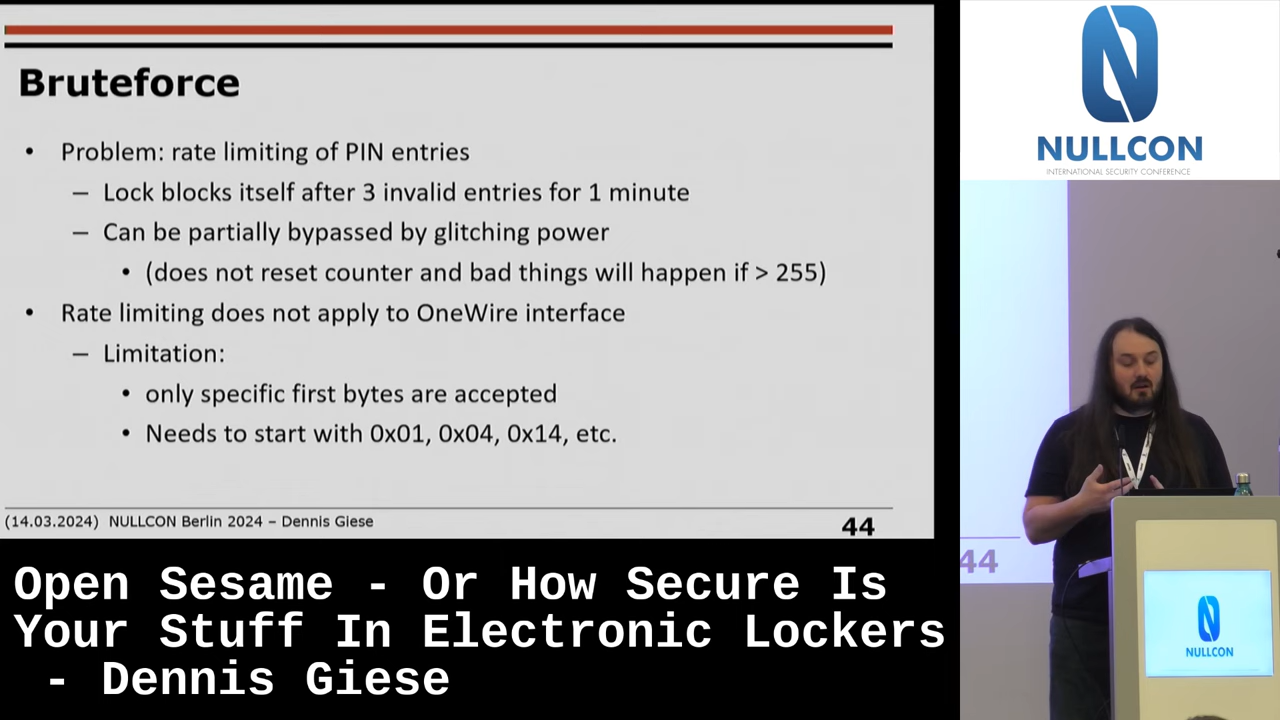 Bruteforce
• Problem: rate limiting of PIN entries
– Lock blocks itself after 3 invalid entries for 1 minute
– Can be partially bypassed by glitching power
• (does not reset counter and bad things will happen if > 255)
• Rate limiting does not apply to OneWire interface
– Limitation:
• only specific first bytes are accepted
• Needs to start with 0x01, 0x04, 0x14, etc.
(14.03.2024) NULLCON Berlin 2024 – Dennis Giese
44
NULLCON
INTERNATIONAL SECURITY CONFERENCE
44
NULLCON
Open Sesame - Or How Secure Is
Your Stuff In Electronic Lockers
- Dennis Giese